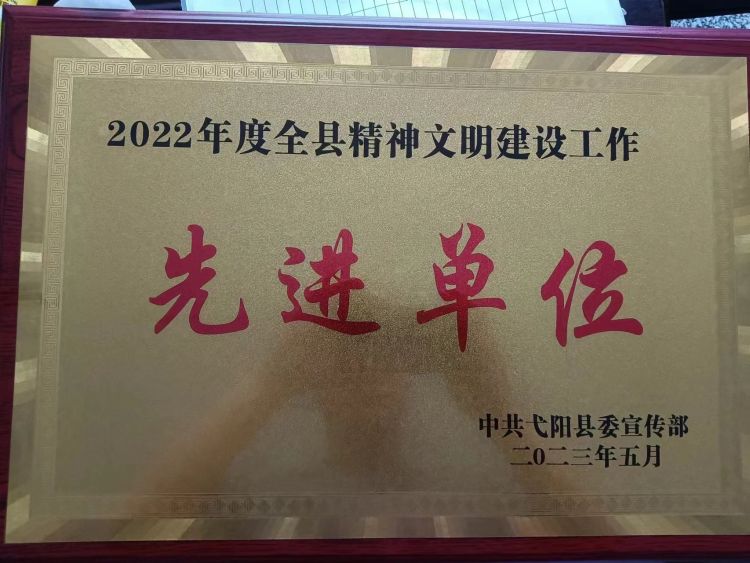 2022年度全县精神文明建设工作
先进单位
中共弋阳县委宣传部
二0二三年五月